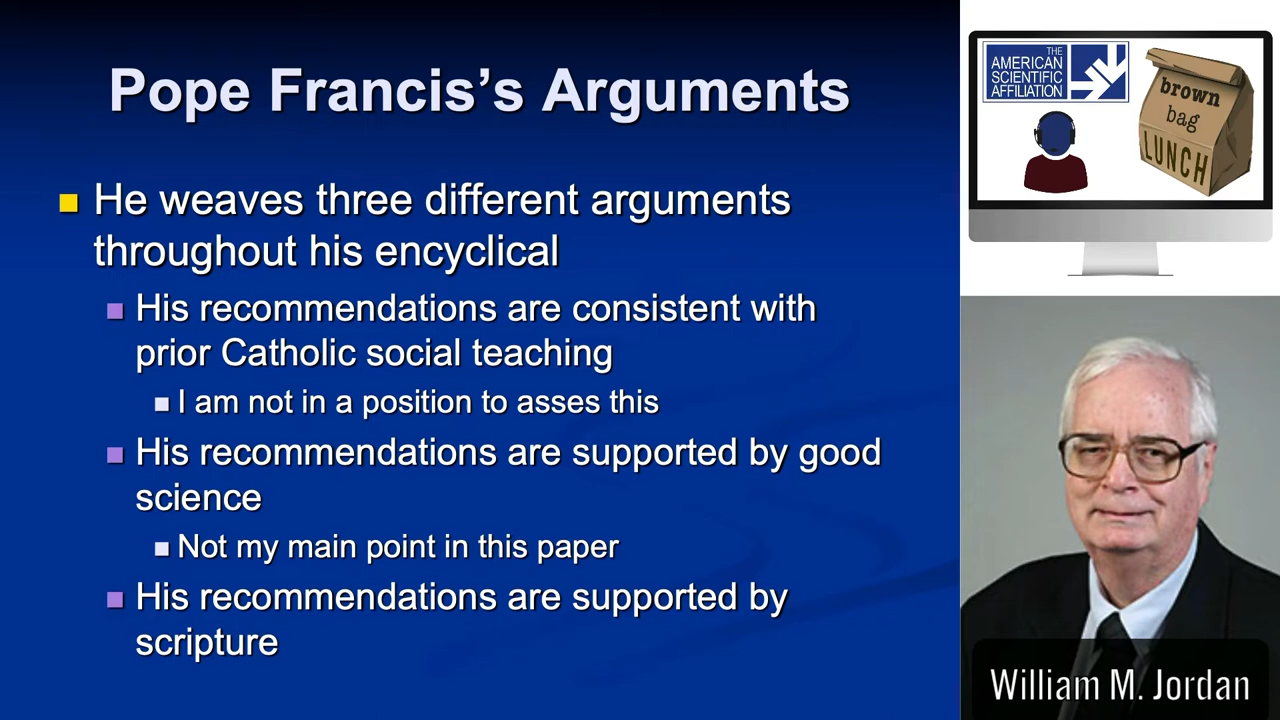 Pope Francis's Arguments
He weaves three different arguments
throughout his encyclical
His recommendations are consistent with
prior Catholic social teaching
I am not in a position to asses this
His recommendations are supported by good
science
Not my main point in this paper
His recommendations are supported by
scripture
THE
AMERICAN
SCIENTIFIC
AFFILIATION
brown
bag
LUNCH
William M. Jordan